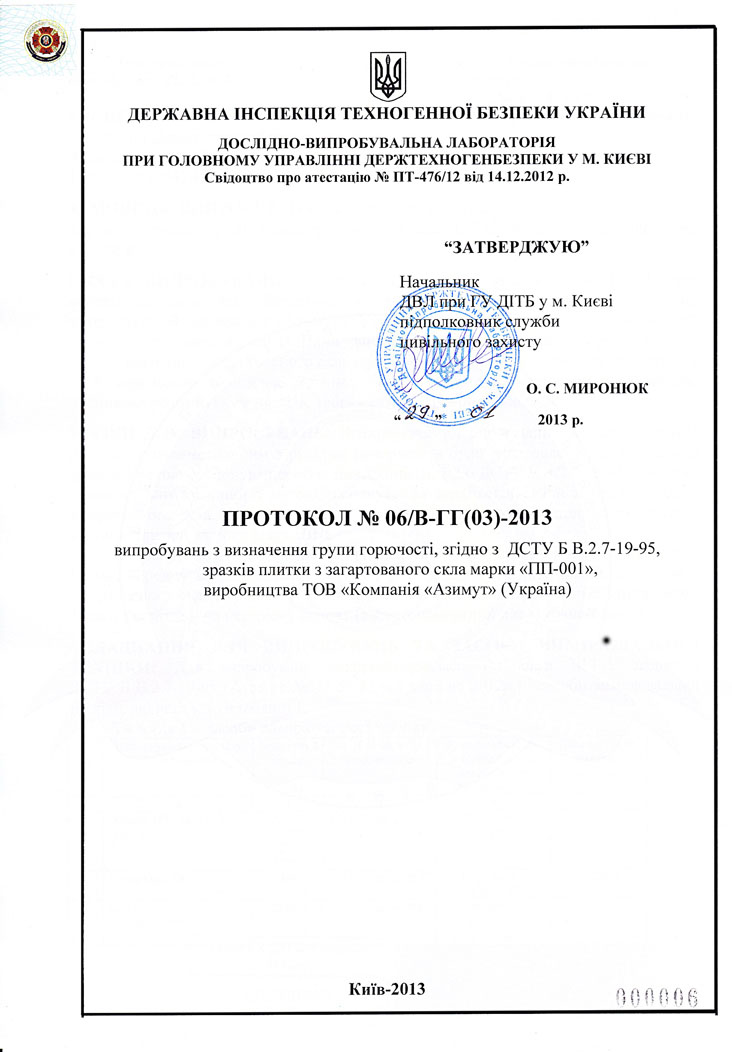 ДЕРЖАВНА ІНСПЕКЦІЯ ТЕХНОГЕННОЇ БЕЗПЕКИ УКРАЇНИ
ДОСЛІДНО-ВИПРОБУВАЛЬНА ЛАБОРАТОРІЯ
ПРИ ГОЛОВНОМУ УПРАВЛІННІ ДЕРЖТЕХНОГЕНБЕЗПЕКИ У М. КИЄВІ
Свідоцтво про атестацію № ПТ-476/12 від 14.12.2012 р.
“ЗАТВЕРДЖУЮ”
Начальник
ДВЛ при ГУ ДІТБ у м. Києві
підполковник служби
цивільного захисту
О. С. МИРОНЮК
“ 29 ” 01 2013 р.
ПРОТОКОЛ № 06/В-ГГ(03)-2013
випробувань з визначення групи горючості, згідно з ДСТУ Б В.2.7-19-95,
зразків плитки з загартованого скла марки «ПП-001»,
виробництва ТОВ «Компанія «Азимут» (Україна)
Київ-2013
000006